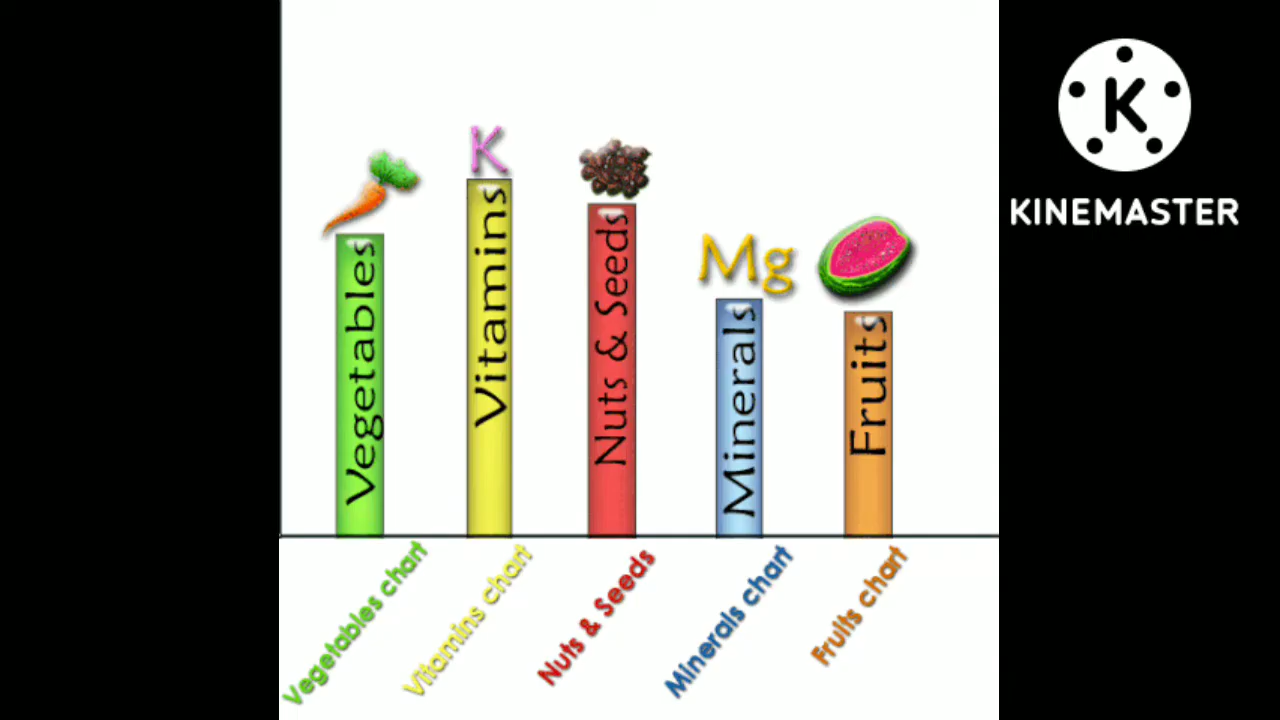 K
Mg
Vegetables
Vitamins
Nuts & Seeds
Minerals
Fruits
Vegetables chart
Vitamins chart
Nuts & Seeds
Minerals chart
Fruits chart
K
KINEMASTER